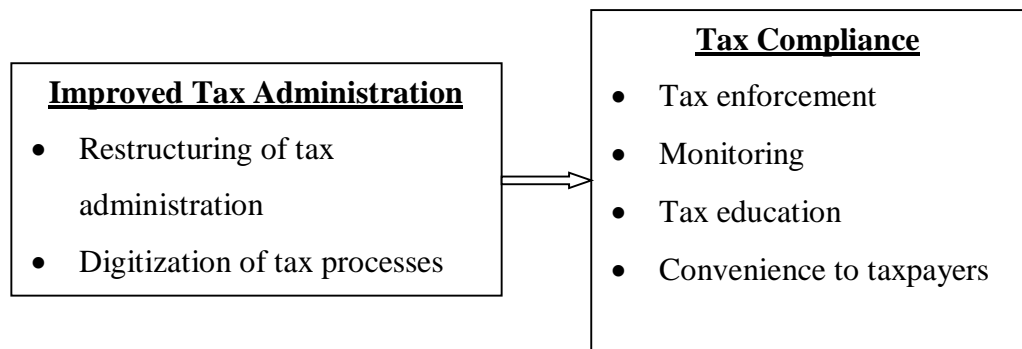 Improved Tax Administration
• Restructuring of tax
administration
• Digitization of tax processes
Tax Compliance
• Tax enforcement
• Monitoring
• Tax education
• Convenience to taxpayers